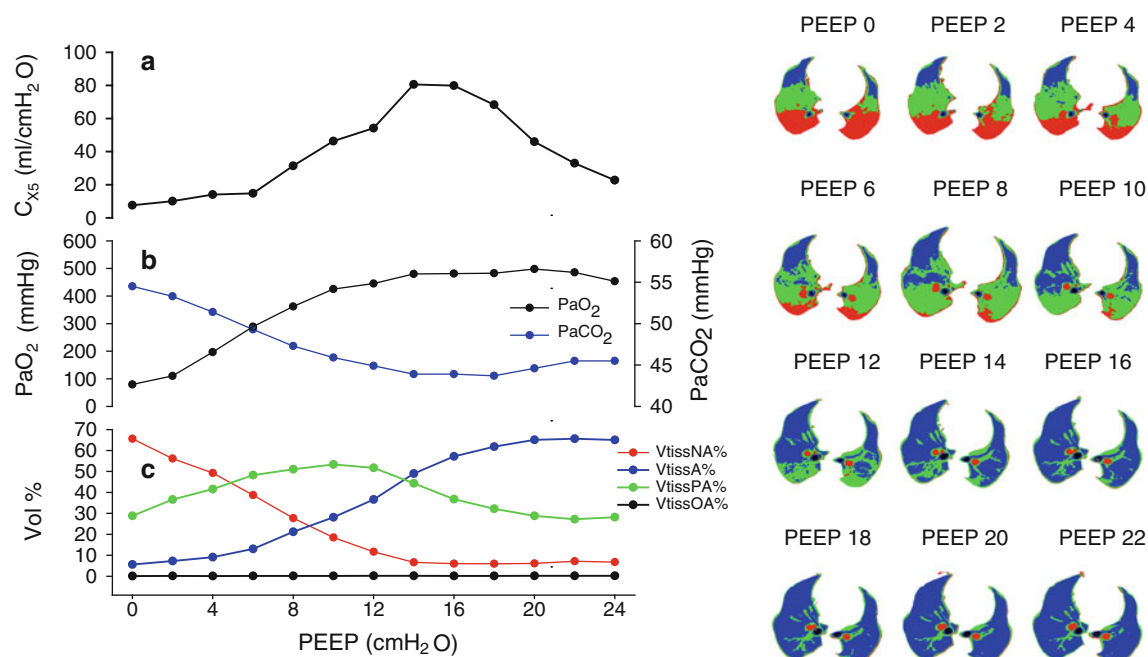 a
100
80
60
40
20
0
C_X5 (ml/cmH₂O)
b
600
500
400
300
200
100
0
PaO₂ (mmHg)
PaO₂
PaCO₂
60
55
50
45
40
PaCO₂ (mmHg)
c
70
60
50
40
30
20
10
0
Vol %
VtissNA%
VtissA%
VtissPA%
VtissOA%
0 4 8 12 16 20 24
PEEP (cmH₂O)
PEEP 0 PEEP 2 PEEP 4
PEEP 6 PEEP 8 PEEP 10
PEEP 12 PEEP 14 PEEP 16
PEEP 18 PEEP 20 PEEP 22